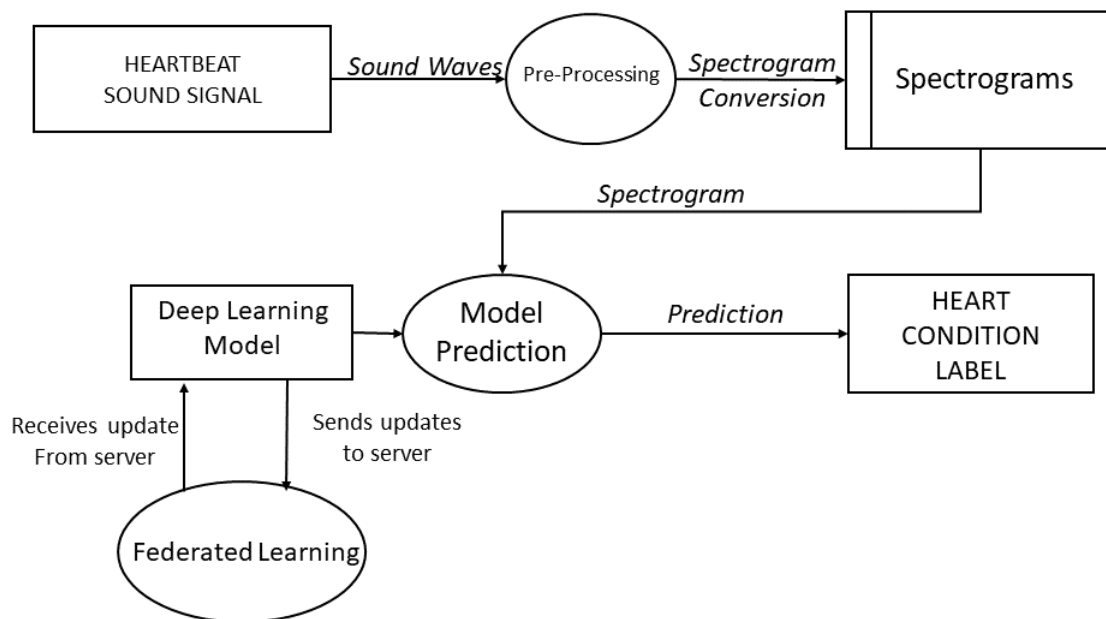 HEARTBEAT
SOUND SIGNAL
Sound Waves
Pre-Processing
Spectrogram
Conversion
Spectrograms
Spectrogram
Deep Learning
Model
Model
Prediction
Prediction
HEART
CONDITION
LABEL
Receives update
From server
Sends updates
to server
Federated Learning